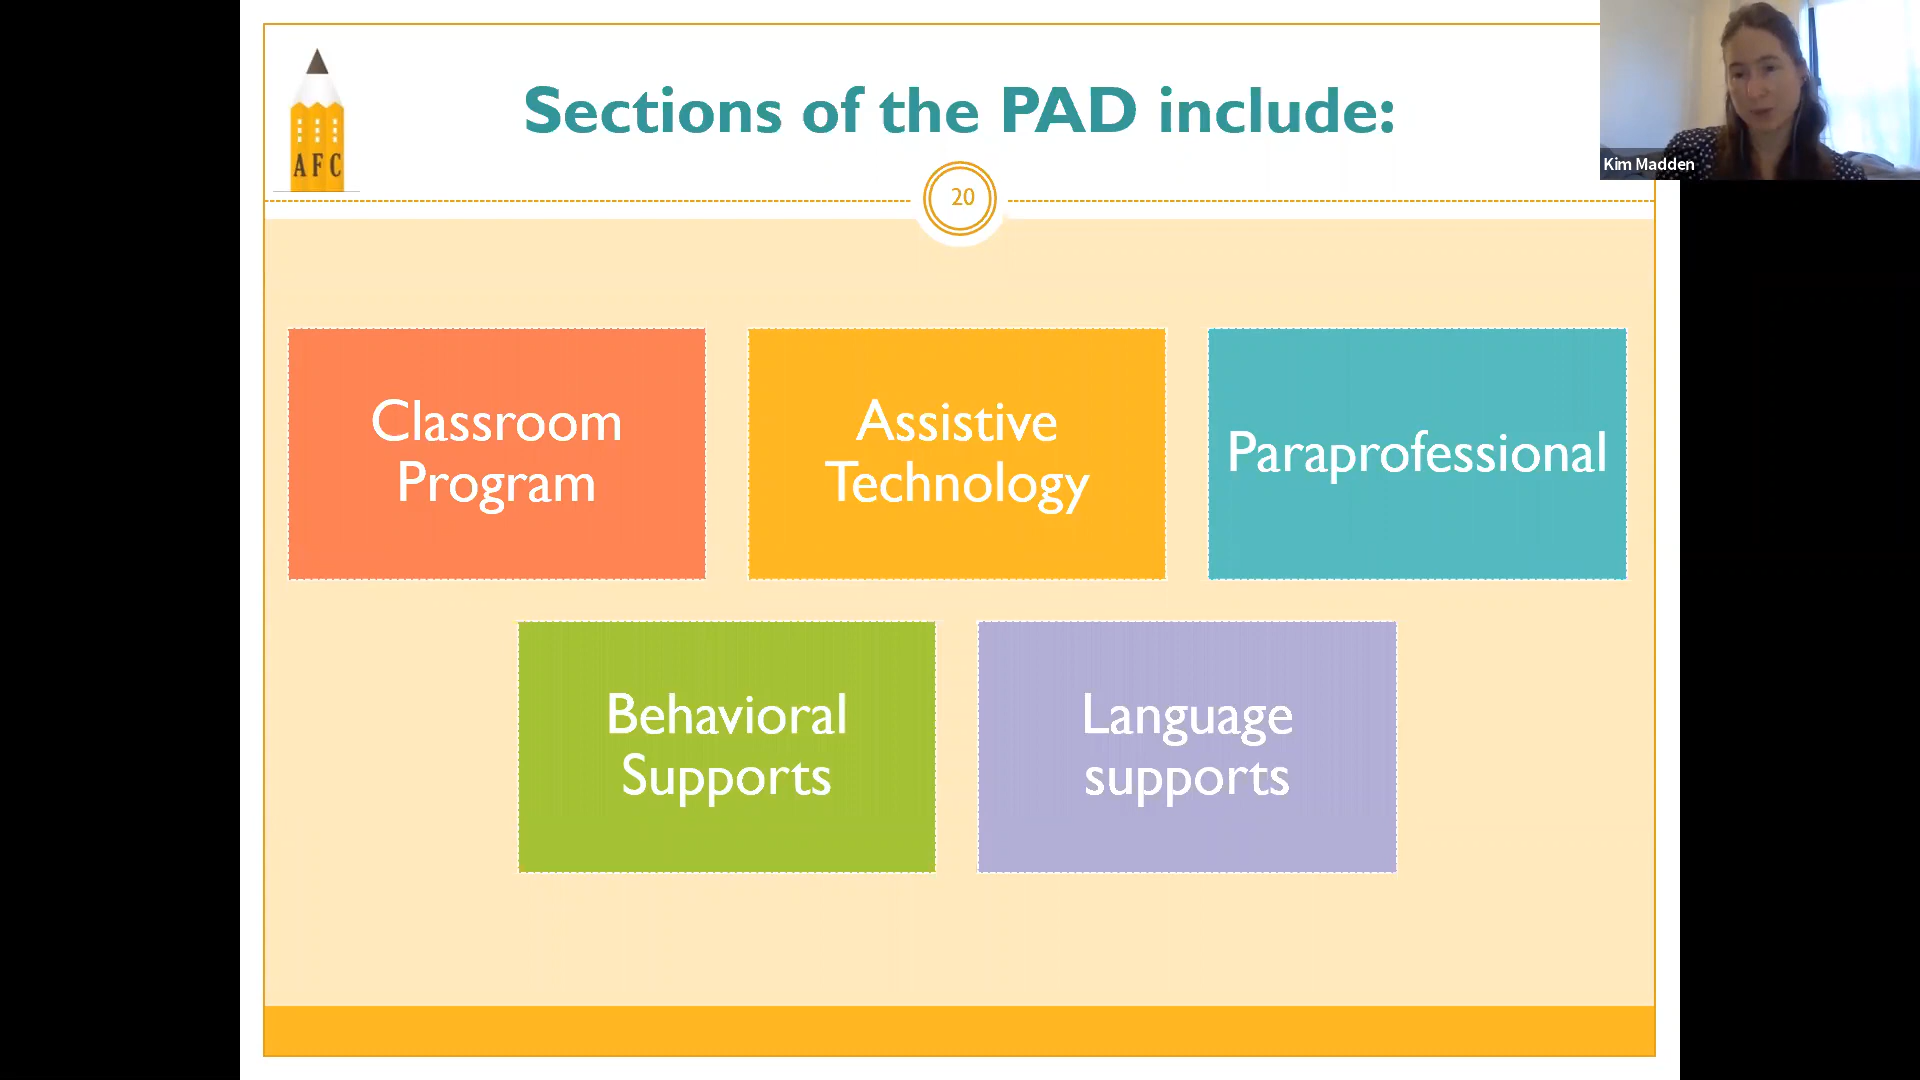 Sections of the PAD include:
AFC
Kim Madden
20
Classroom
Program
Assistive
Technology
Paraprofessional
Behavioral
Supports
Language
supports